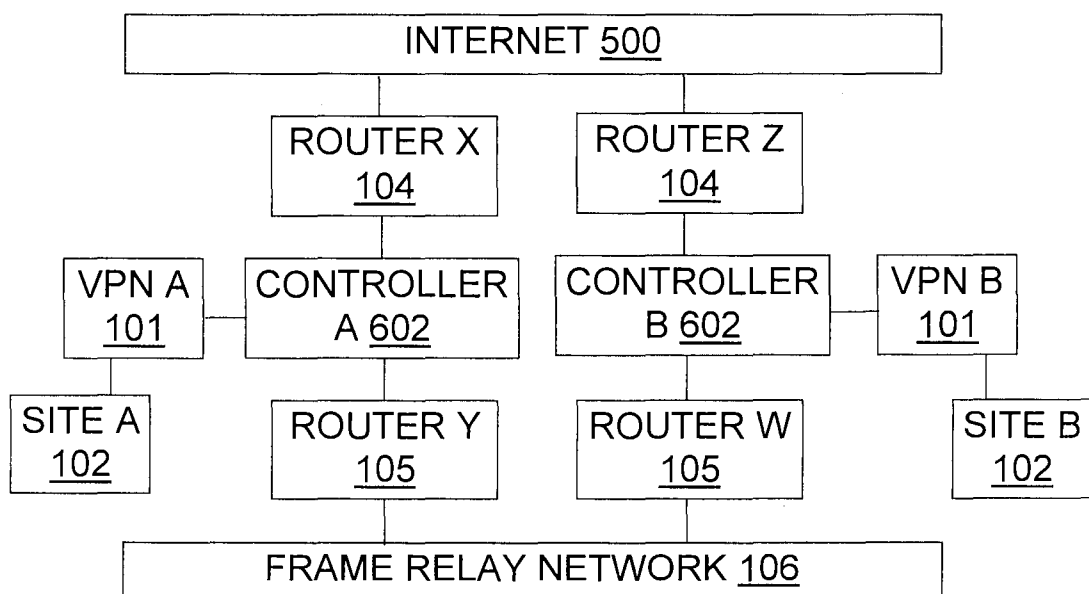 INTERNET 500
ROUTER X
104
ROUTER Z
104
VPN A
101
CONTROLLER
A 602
CONTROLLER
B 602
VPN B
101
SITE A
102
ROUTER Y
105
ROUTER W
105
SITE B
102
FRAME RELAY NETWORK 106